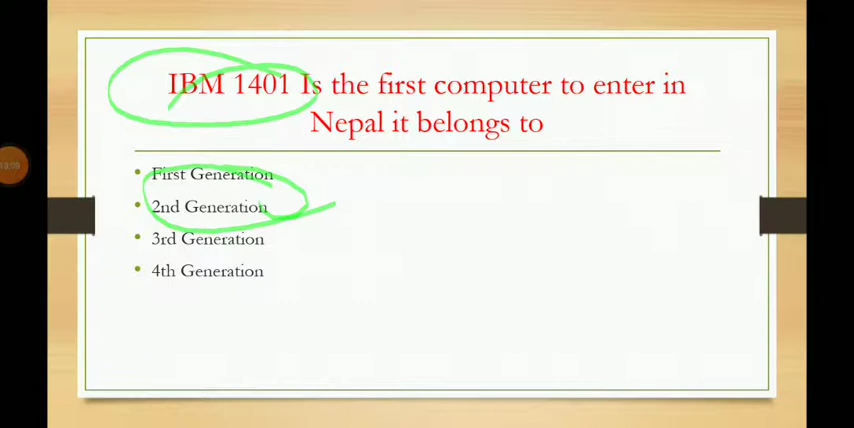 IBM 1401 Is the first computer to enter in
Nepal it belongs to
• First Generation
• 2nd Generation
• 3rd Generation
• 4th Generation